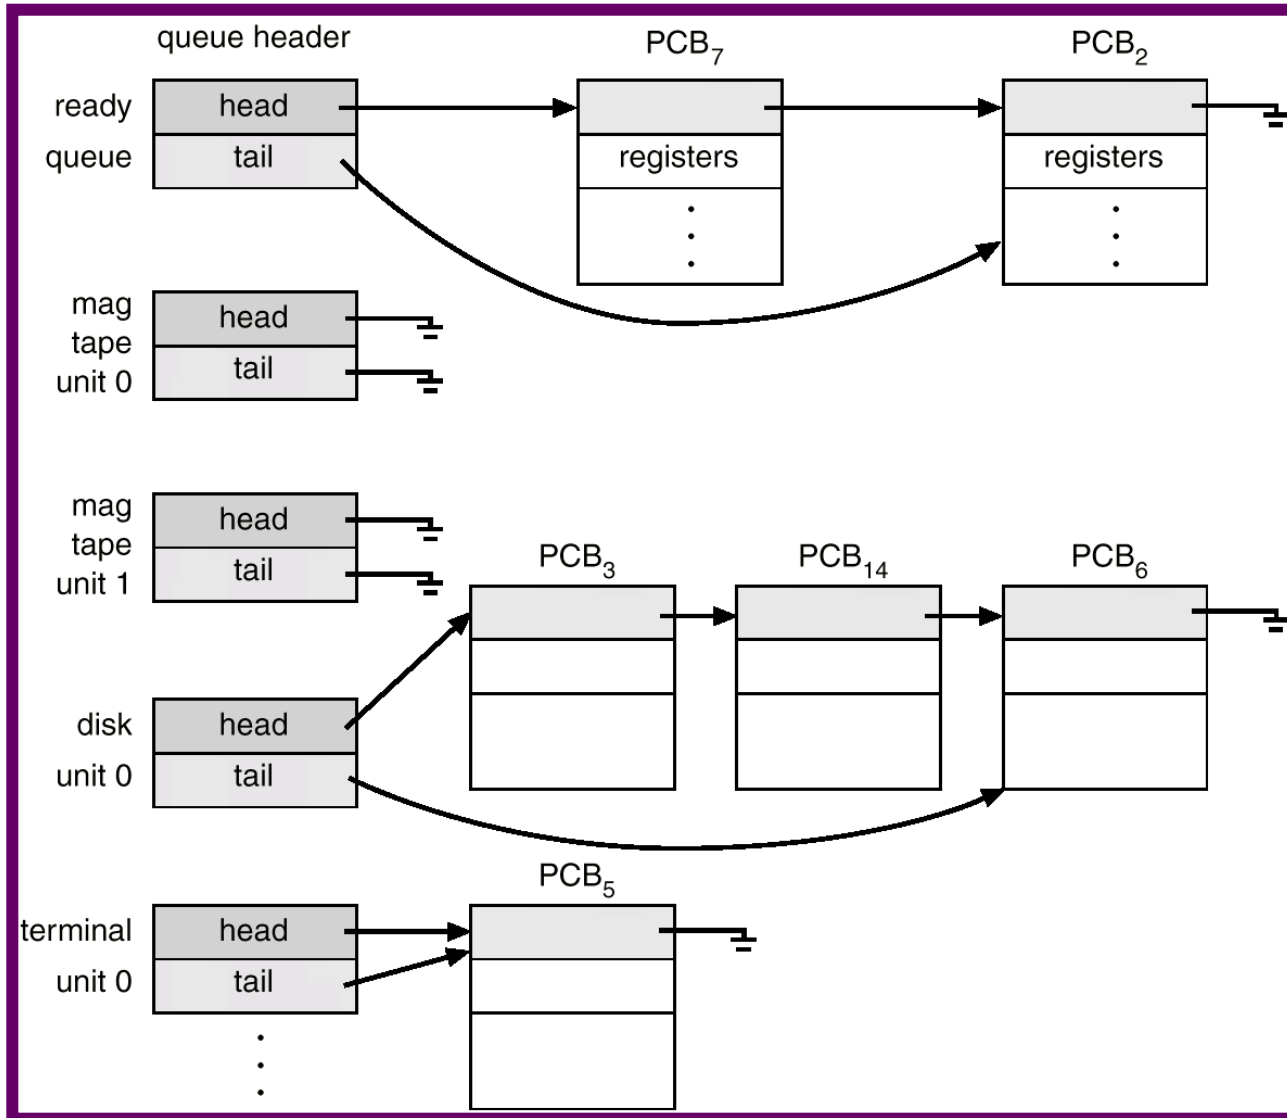 queue header PCB7 PCB2
ready head
queue tail registers registers
mag
tape
unit 0
head
tail
mag
tape
unit 1
head
tail
PCB3 PCB14 PCB6
disk head
unit 0 tail
PCB5
terminal head
unit 0 tail